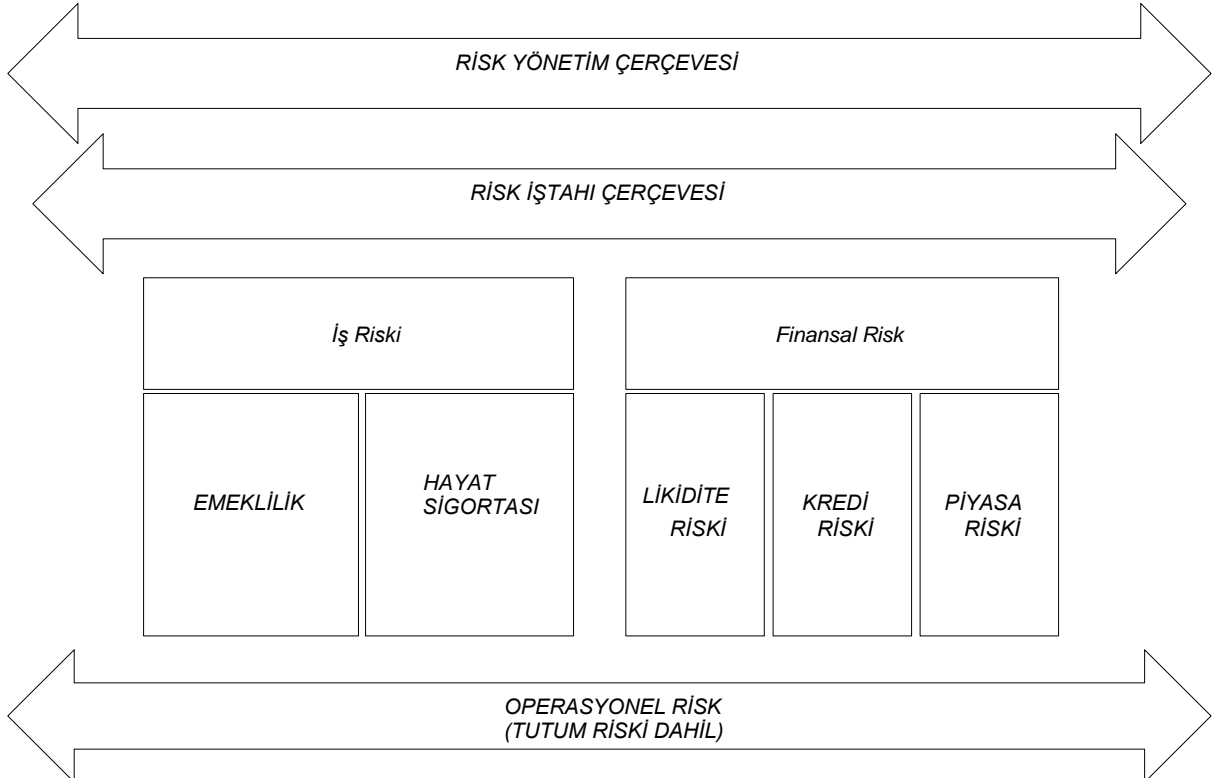 RİSK YÖNETİM ÇERÇEVESİ
RİSK İŞTAHI ÇERÇEVESİ
İş Riski
Finansal Risk
EMEKLİLİK
HAYAT
SİGORTASI
LİKİDİTE
RİSKİ
KREDİ
RİSKİ
PİYASA
RİSKİ
OPERASYONEL RİSK
(TUTUM RİSKİ DAHİL)